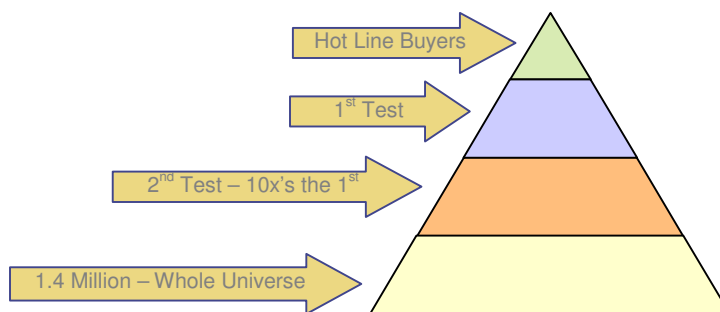 Hot Line Buyers
1st Test
2nd Test – 10x's the 1st
1.4 Million – Whole Universe